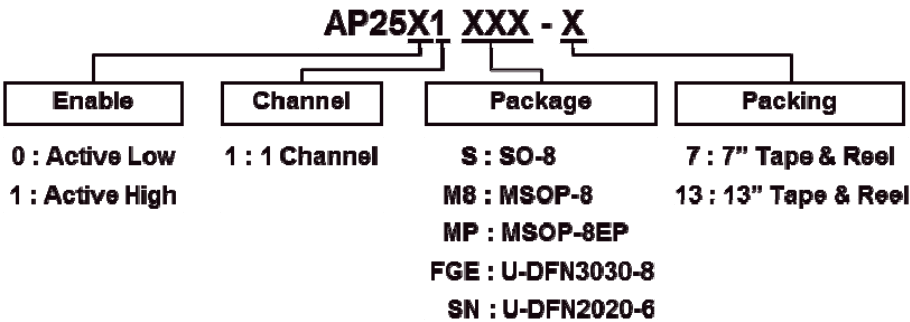 AP25X1 XXX - X
Enable Channel Package Packing
0 : Active Low 1 : 1 Channel S : SO-8 7 : 7” Tape & Reel
1 : Active High M8 : MSOP-8 13 : 13” Tape & Reel
MP : MSOP-8EP
FGE : U-DFN3030-8
SN : U-DFN2020-6